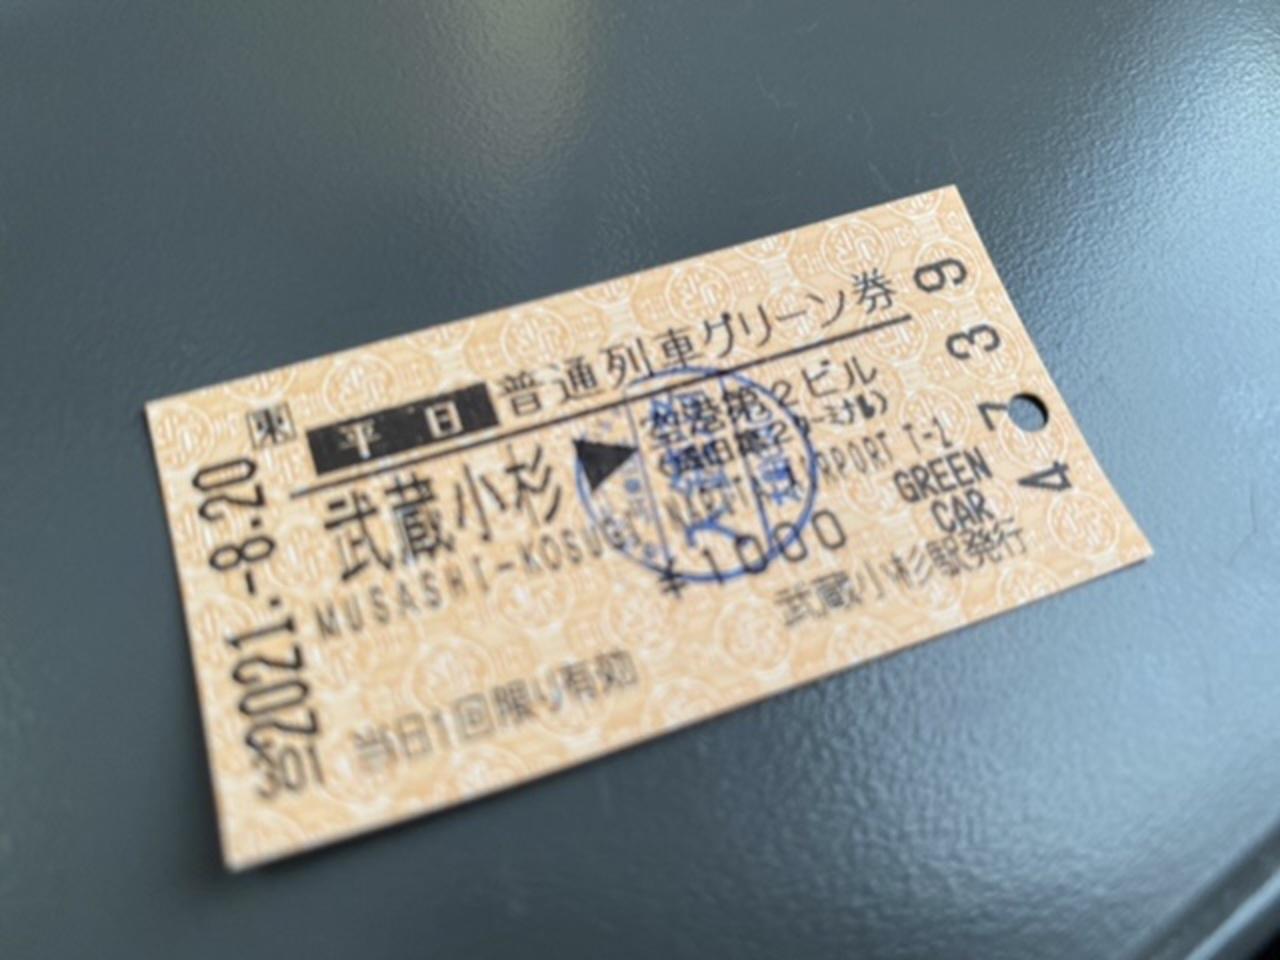 東 平日 普通列車グリーン券
武蔵小杉 ▶ 空港第2ビル
(成田第2ターミナル)
MUSASHI-KOSUGI NARITA AIRPORT T-2
¥1000
GREEN
CAR
当日1回限り有効
武蔵小杉駅発行
2021.-8.20
4739